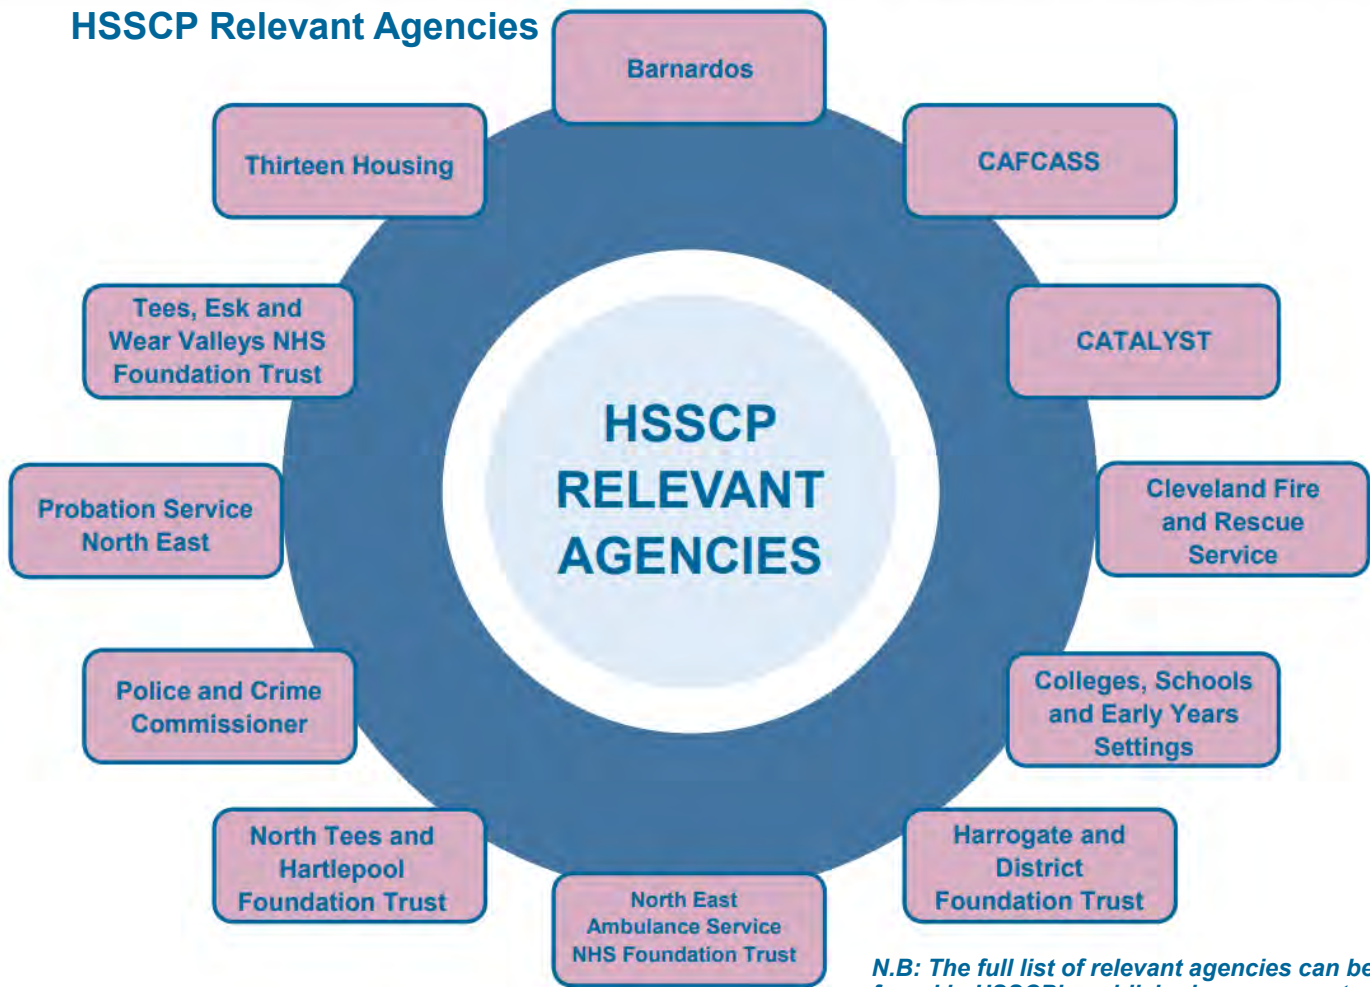 HSSCP Relevant Agencies
Barnardos
CAFCASS
CATALYST
Cleveland Fire
and Rescue
Service
Colleges, Schools
and Early Years
Settings
Harrogate and
District
Foundation Trust
North East
Ambulance Service
NHS Foundation Trust
North Tees and
Hartlepool
Foundation Trust
Police and Crime
Commissioner
Probation Service
North East
Tees, Esk and
Wear Valleys NHS
Foundation Trust
Thirteen Housing
HSSCP
RELEVANT
AGENCIES
N.B: The full list of relevant agencies can be